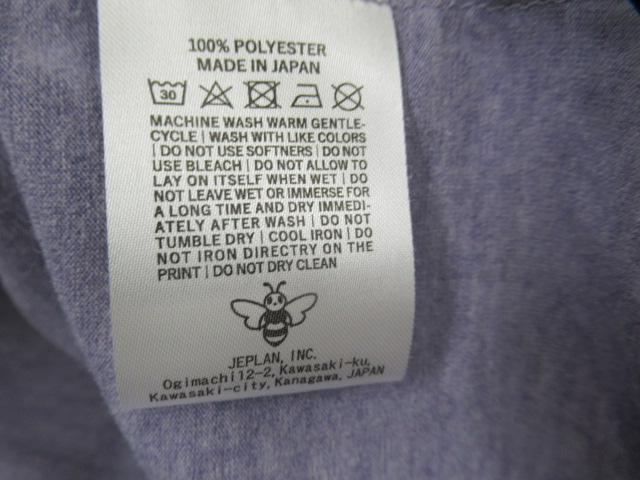 100% POLYESTER
MADE IN JAPAN
30
MACHINE WASH WARM GENTLE-
CYCLE | WASH WITH LIKE COLORS
| DO NOT USE SOFTNERS | DO NOT
USE BLEACH | DO NOT ALLOW TO
LAY ON ITSELF WHEN WET | DO
NOT LEAVE WET OR IMMERSE FOR
A LONG TIME AND DRY IMMEDI-
ATELY AFTER WASH | DO NOT
TUMBLE DRY | COOL IRON | DO
NOT IRON DIRECTRY ON THE
PRINT | DO NOT DRY CLEAN
JEPLAN, INC.
Ogimachi12-2, Kawasaki-ku,
Kawasaki-city, Kanagawa, JAPAN